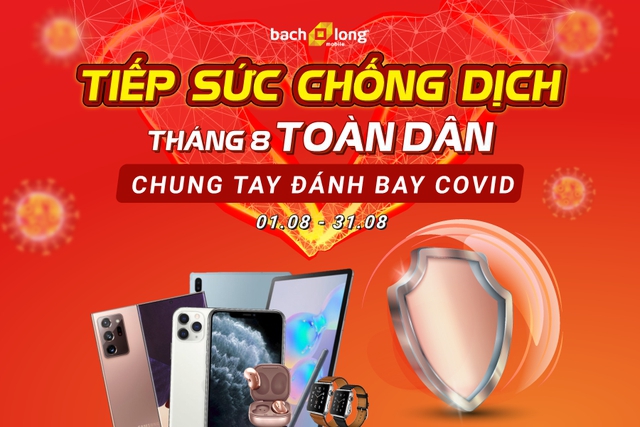 bach long
mobile
TIẾP SỨC CHỐNG DỊCH
THÁNG 8 TOÀN DÂN
CHUNG TAY ĐÁNH BAY COVID
01.08 - 31.08